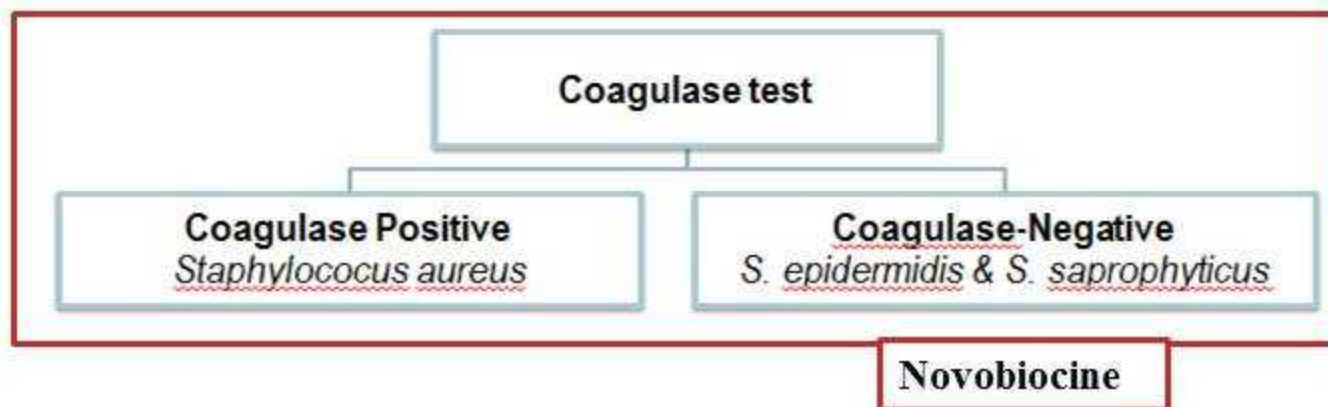 Coagulase test
Coagulase Positive
Staphylococus aureus
Coagulase-Negative
S. epidermidis & S. saprophyticus
Novobiocine